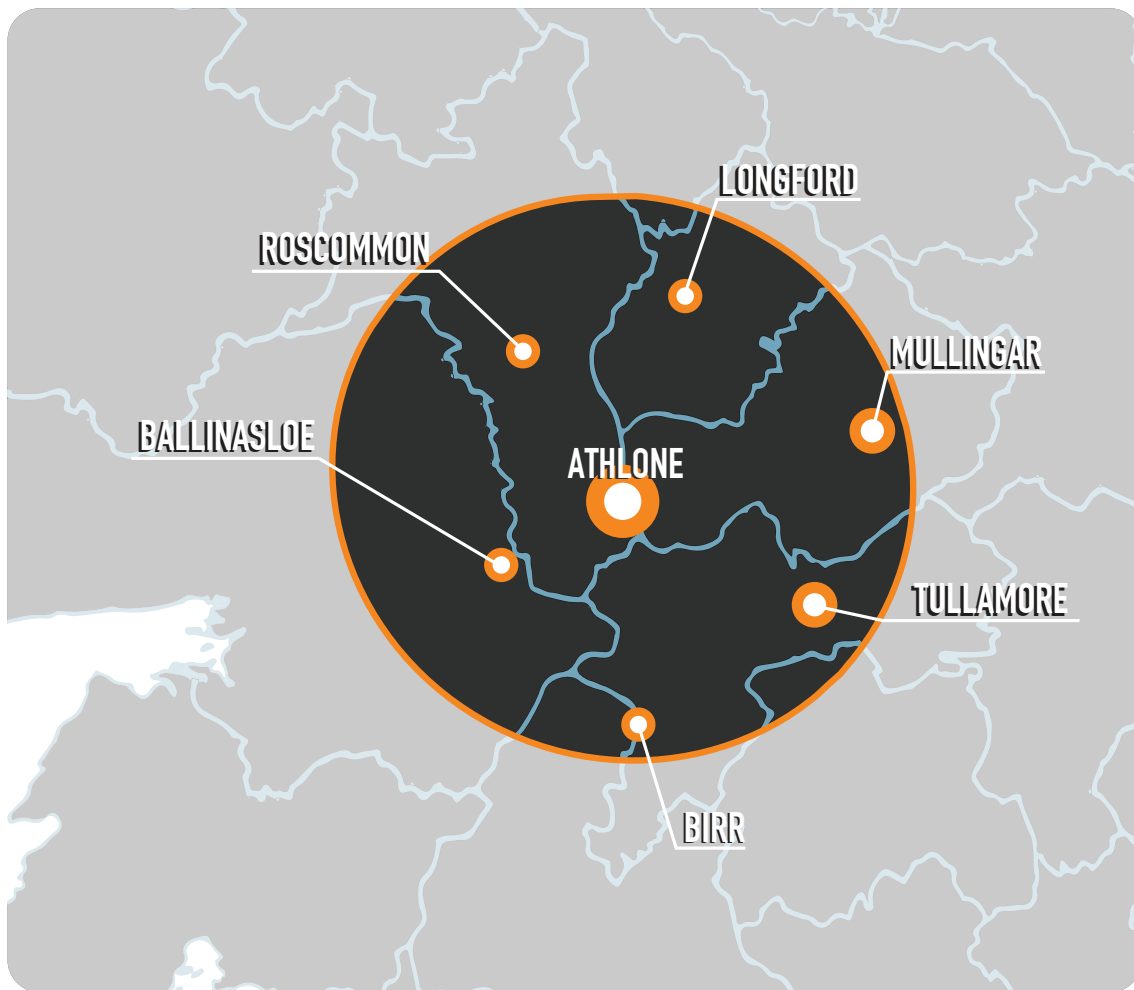 LONGFORD
ROSCOMMON
MULLINGAR
BALLINASLOE
ATHLONE
TULLAMORE
BIRR